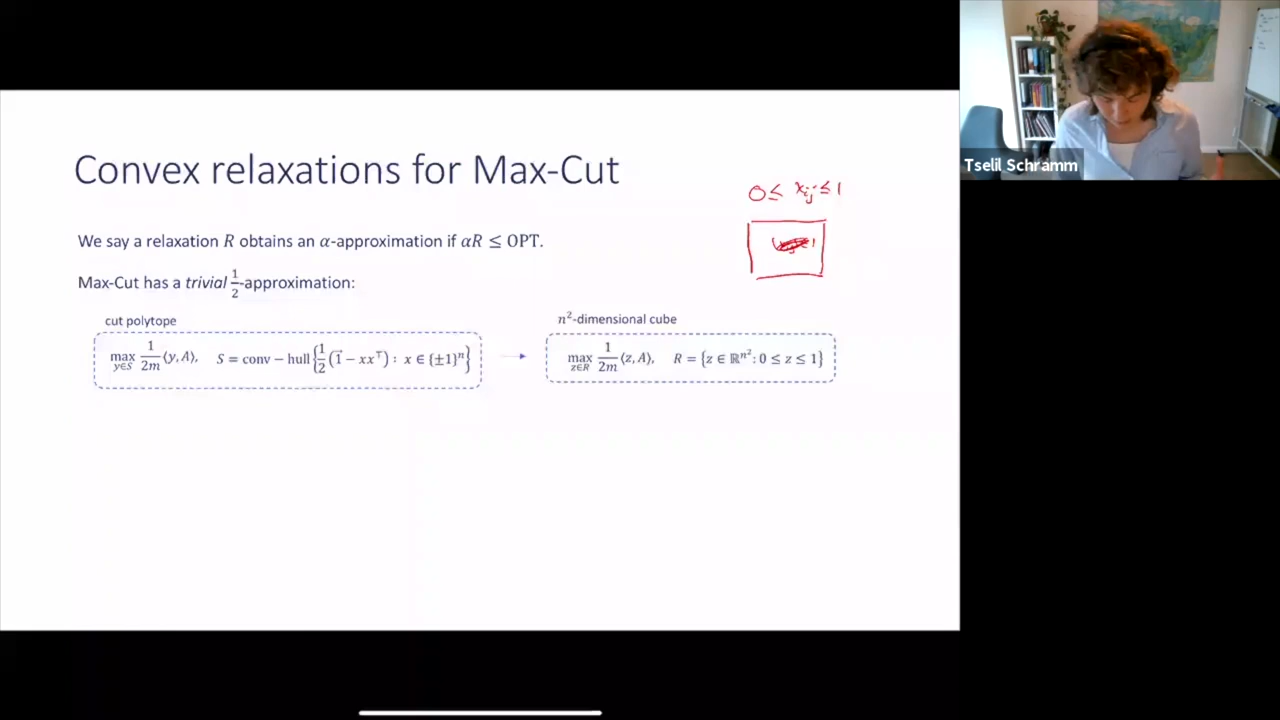 Convex relaxations for Max-Cut
0 ≤ x_ij ≤ 1
We say a relaxation R obtains an α-approximation if αR ≤ OPT.
Max-Cut has a trivial 1/2-approximation:
cut polytope
max_{y∈S} 1/2m ⟨y, A⟩, S = conv − hull{1/2 (1⃗ − xx⊤) : x ∈ {±1}ⁿ}
n²-dimensional cube
max_{z∈R} 1/2m ⟨z, A⟩, R = {z ∈ ℝ^{n²}: 0 ≤ z ≤ 1}
Tselil Schramm